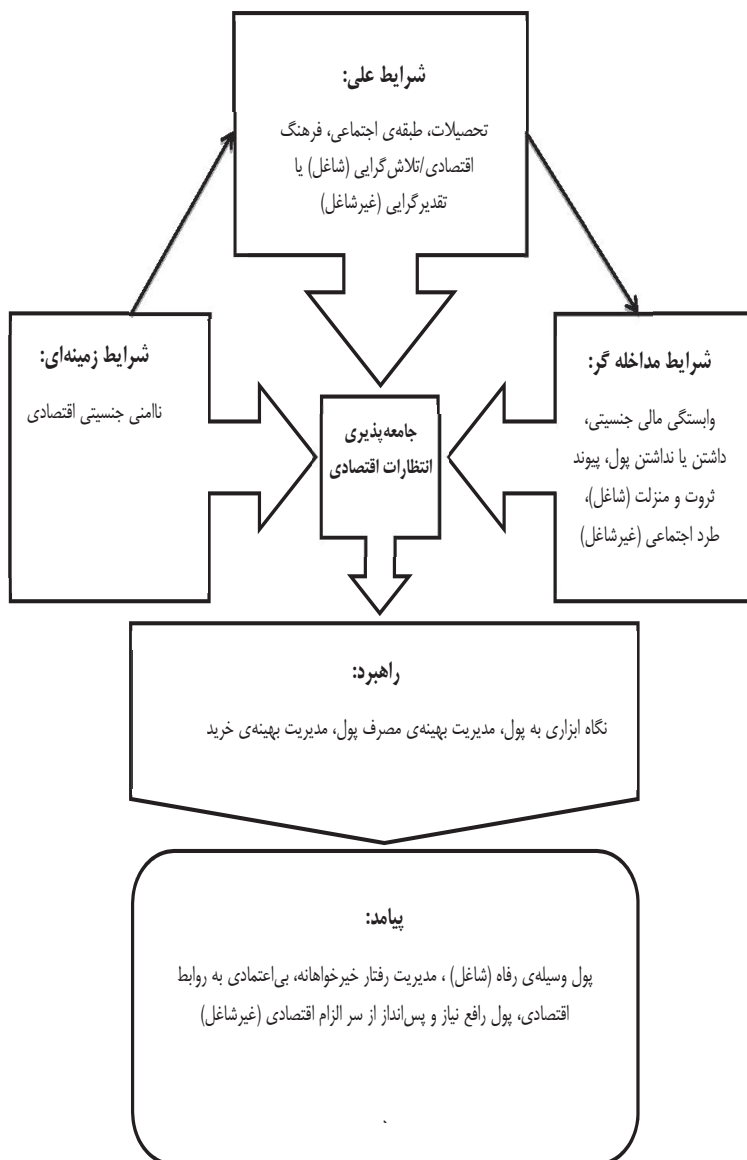 شرایط علی:
تحصیلات، طبقه‌ی اجتماعی، فرهنگ
اقتصادی/تلاش‌گرایی (شاغل) یا
تقدیرگرایی (غیرشاغل)
شرایط مداخله گر:
وابستگی مالی جنسیتی،
داشتن یا نداشتن پول، پیوند
ثروت و منزلت (شاغل)،
طرد اجتماعی (غیرشاغل)
جامعه‌پذیری
انتظارات اقتصادی
شرایط زمینه‌ای:
ناامنی جنسیتی اقتصادی
راهبرد:
نگاه ابزاری به پول، مدیریت بهینه‌ی مصرف پول، مدیریت بهینه‌ی خرید
پیامد:
پول وسیله‌ی رفاه (شاغل) ، مدیریت رفتار خیرخواهانه، بی‌اعتمادی به روابط
اقتصادی، پول رافع نیاز و پس‌انداز از سر الزام اقتصادی (غیرشاغل)